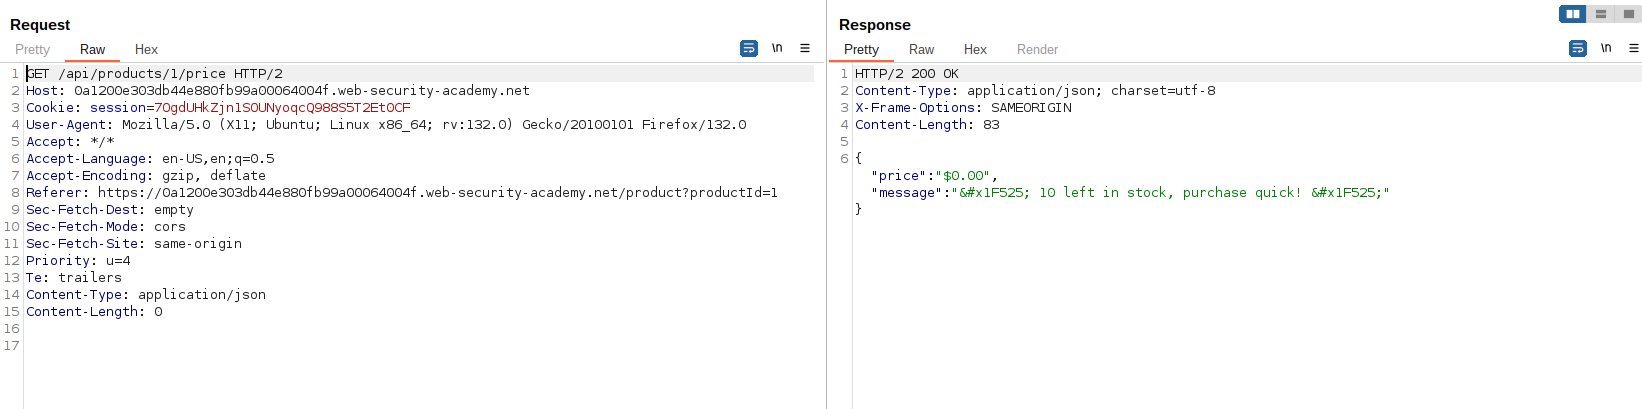 Request
Pretty Raw Hex \n
1 GET /api/products/1/price HTTP/2
2 Host: 0a1200e303db44e880fb99a00064004f.web-security-academy.net
3 Cookie: session=7OgdUHkZjn1SOUNyoqcQ988S5T2Et0CF
4 User-Agent: Mozilla/5.0 (X11; Ubuntu; Linux x86_64; rv:132.0) Gecko/20100101 Firefox/132.0
5 Accept: */*
6 Accept-Language: en-US,en;q=0.5
7 Accept-Encoding: gzip, deflate
8 Referer: https://0a1200e303db44e880fb99a00064004f.web-security-academy.net/product?productId=1
9 Sec-Fetch-Dest: empty
10 Sec-Fetch-Mode: cors
11 Sec-Fetch-Site: same-origin
12 Priority: u=4
13 Te: trailers
14 Content-Type: application/json
15 Content-Length: 0
16
17
Response
Pretty Raw Hex Render \n
1 HTTP/2 200 OK
2 Content-Type: application/json; charset=utf-8
3 X-Frame-Options: SAMEORIGIN
4 Content-Length: 83
5
6 {
"price":"$0.00",
"message":"&#x1F525; 10 left in stock, purchase quick! &#x1F525;"
}